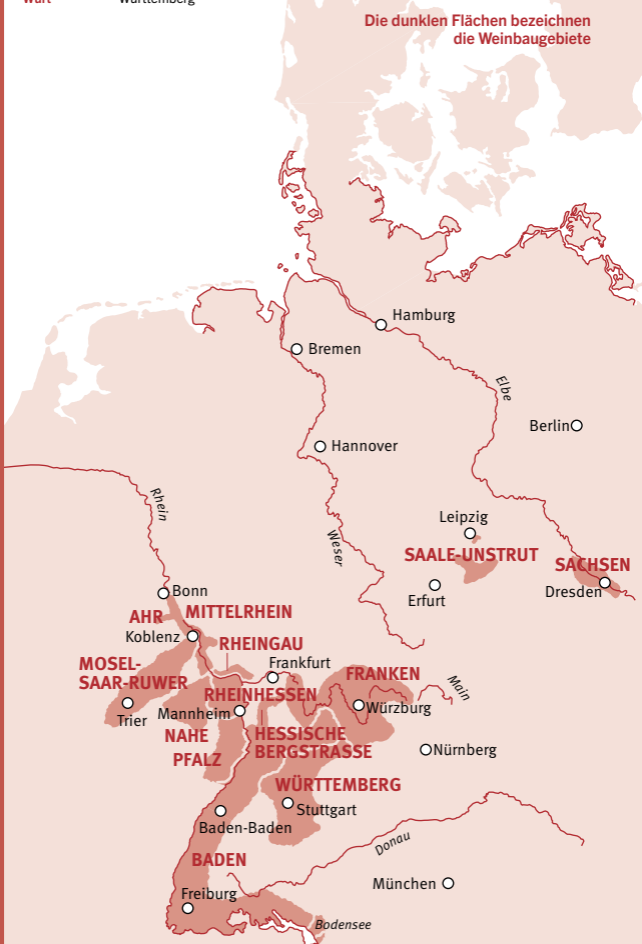 Württ Württemberg
Die dunklen Flächen bezeichnen
die Weinbaugebiete
Hamburg
Bremen
Elbe
Berlin
Hannover
Rhein
Weser
Leipzig
SAALE-UNSTRUT
SACHSEN
Dresden
Erfurt
Bonn
AHR
MITTELRHEIN
Koblenz
RHEINGAU
MOSEL-
SAAR-RUWER
Frankfurt
FRANKEN
Main
RHEINHESSEN
Trier
Mannheim
Würzburg
NAHE
HESSISCHE
BERGSTRASSE
PFALZ
Nürnberg
WÜRTTEMBERG
Stuttgart
Baden-Baden
Donau
BADEN
München
Freiburg
Bodensee